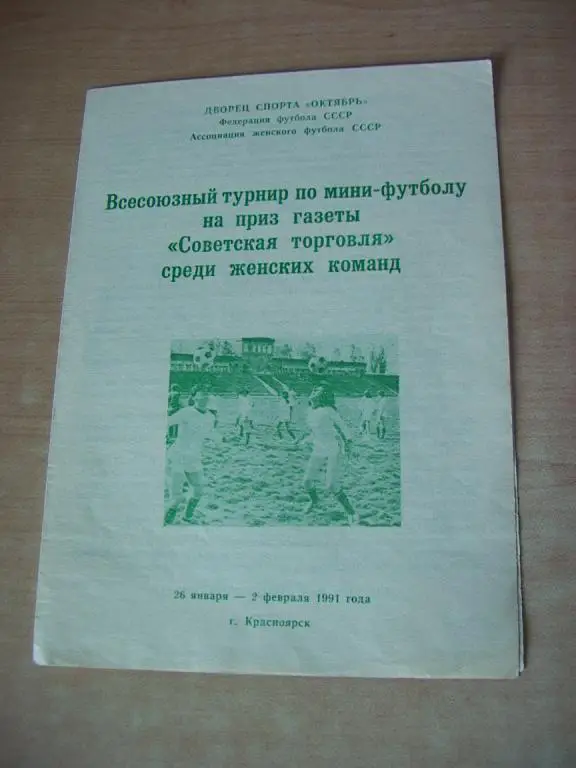 ДВОРЕЦ СПОРТА «ОКТЯБРЬ»
Федерация футбола СССР
Ассоциация женского футбола СССР
Всесоюзный турнир по мини-футболу
на приз газеты
«Советская торговля»
среди женских команд
26 января — 2 февраля 1991 года
г. Красноярск